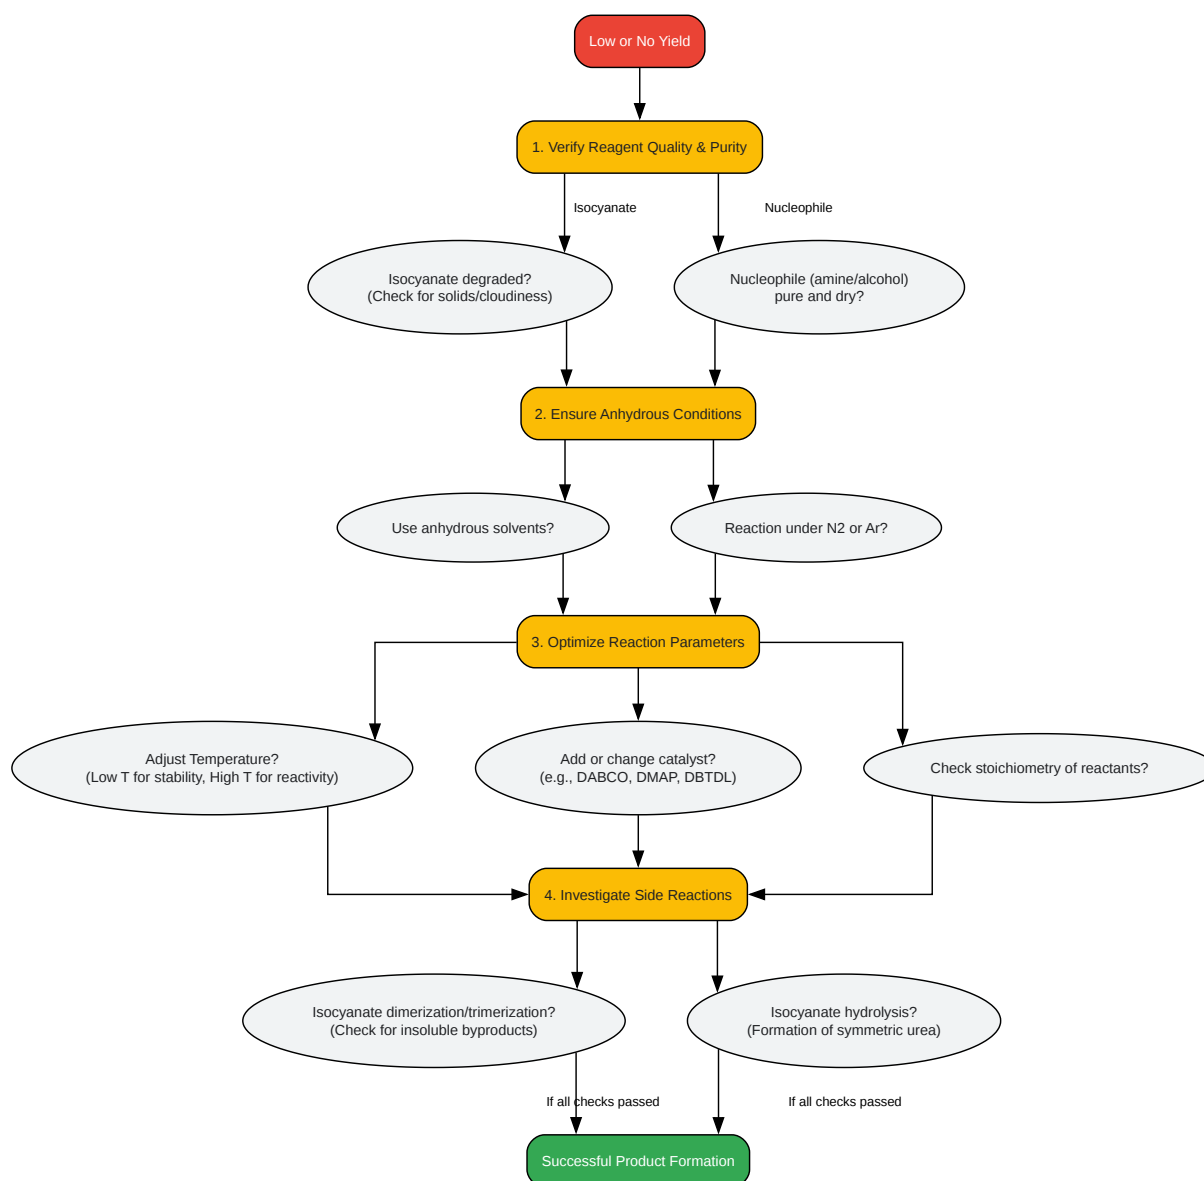 Low or No Yield
1. Verify Reagent Quality & Purity
Isocyanate
Nucleophile
Isocyanate degraded?
(Check for solids/cloudiness)
Nucleophile (amine/alcohol)
pure and dry?
2. Ensure Anhydrous Conditions
Use anhydrous solvents?
Reaction under N2 or Ar?
3. Optimize Reaction Parameters
Adjust Temperature?
(Low T for stability, High T for reactivity)
Add or change catalyst?
(e.g., DABCO, DMAP, DBTDL)
Check stoichiometry of reactants?
4. Investigate Side Reactions
Isocyanate dimerization/trimerization?
(Check for insoluble byproducts)
Isocyanate hydrolysis?
(Formation of symmetric urea)
If all checks passed
If all checks passed
Successful Product Formation